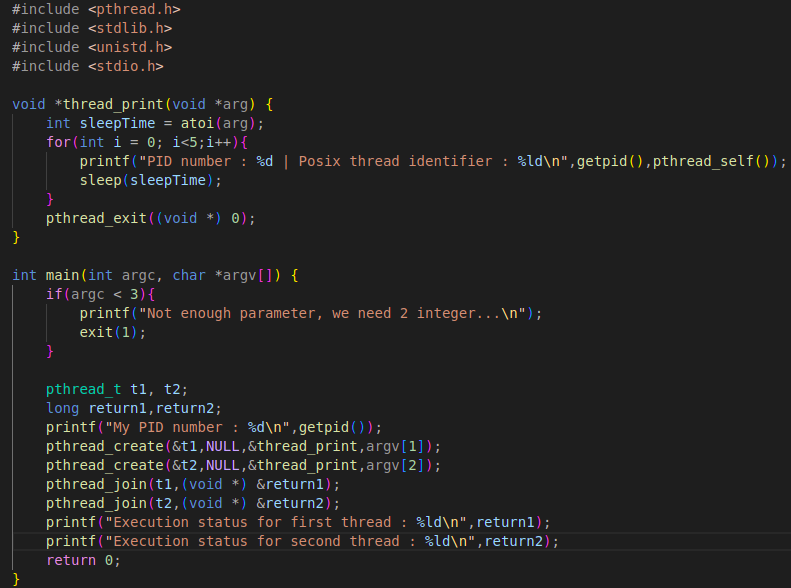 #include <pthread.h>
#include <stdlib.h>
#include <unistd.h>
#include <stdio.h>

void *thread_print(void *arg) {
    int sleepTime = atoi(arg);
    for(int i = 0; i<5;i++){
        printf("PID number : %d | Posix thread identifier : %ld\n",getpid(),pthread_self());
        sleep(sleepTime);
    }
    pthread_exit((void *) 0);
}

int main(int argc, char *argv[]) {
    if(argc < 3){
        printf("Not enough parameter, we need 2 integer...\n");
        exit(1);
    }

    pthread_t t1, t2;
    long return1,return2;
    printf("My PID number : %d\n",getpid());
    pthread_create(&t1,NULL,&thread_print,argv[1]);
    pthread_create(&t2,NULL,&thread_print,argv[2]);
    pthread_join(t1,(void *) &return1);
    pthread_join(t2,(void *) &return2);
    printf("Execution status for first thread : %ld\n",return1);
    printf("Execution status for second thread : %ld\n",return2);
    return 0;
}